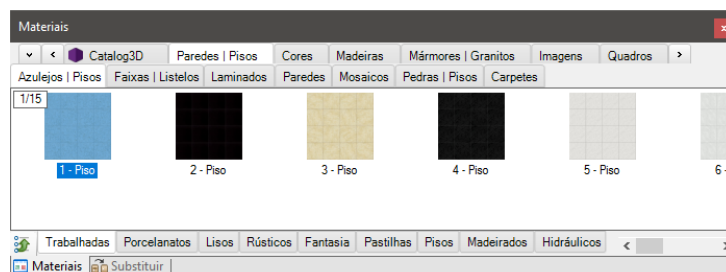 Materiais
Catalog3D Paredes | Pisos Cores Madeiras Mármores | Granitos Imagens Quadros
Azulejos | Pisos Faixas | Listelos Laminados Paredes Mosaicos Pedras | Pisos Carpetes
1/15
1 - Piso 2 - Piso 3 - Piso 4 - Piso 5 - Piso 6 -
Trabalhadas Porcelanatos Lisos Rústicos Fantasia Pastilhas Pisos Madeirados Hidráulicos
Materiais Substituir